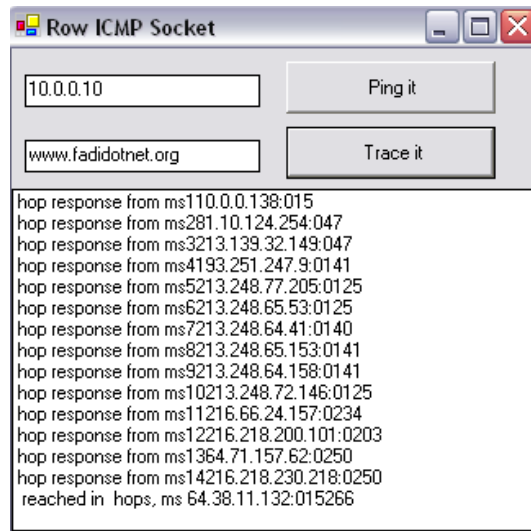 Row ICMP Socket
10.0.0.10
Ping it
www.fadidotnet.org
Trace it
hop response from ms110.0.0.138:015
hop response from ms281.10.124.254:047
hop response from ms3213.139.32.149:047
hop response from ms4193.251.247.9:0141
hop response from ms5213.248.77.205:0125
hop response from ms6213.248.65.53:0125
hop response from ms7213.248.64.41:0140
hop response from ms8213.248.65.153:0141
hop response from ms9213.248.64.158:0141
hop response from ms10213.248.72.146:0125
hop response from ms11216.66.24.157:0234
hop response from ms12216.218.200.101:0203
hop response from ms1364.71.157.62:0250
hop response from ms14216.218.230.218:0250
reached in  hops, ms 64.38.11.132:015266